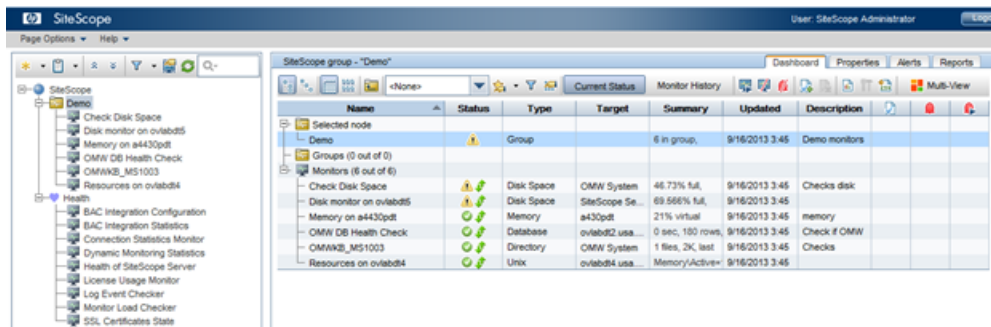 SiteScope
User: SiteScope Administrator
Page Options Help
SiteScope group - "Demo"
Dashboard Properties Alerts Reports
<None> Current Status Monitor History Multi-View
SiteScope
Demo
Check Disk Space
Disk monitor on ovlabdt5
Memory on a4430pdt
OMW DB Health Check
OMWKB_MS1003
Resources on ovlabdt4
Health
BAC Integration Configuration
BAC Integration Statistics
Connection Statistics Monitor
Dynamic Monitoring Statistics
Health of SiteScope Server
License Usage Monitor
Log Event Checker
Monitor Load Checker
SSL Certificates State
Name Status Type Target Summary Updated Description
Selected node
Demo Group 6 in group, 9/16/2013 3:45 Demo monitors
Groups (0 out of 0)
Monitors (6 out of 6)
Check Disk Space Disk Space OMW System 46.73% full, 9/16/2013 3:45 Checks disk
Disk monitor on ovlabdt5 Disk Space SiteScope Se... 69.566% full, 9/16/2013 3:45
Memory on a4430pdt Memory a430pdt 21% virtual 9/16/2013 3:45 memory
OMW DB Health Check Database ovlabdt2.usa... 0 sec, 180 rows, 9/16/2013 3:45 Check if OMW
OMWKB_MS1003 Directory OMW System 1 files, 2K, last 9/16/2013 3:45 Checks
Resources on ovlabdt4 Unix ovlabdt4.usa... Memory\Active= 9/16/2013 3:45